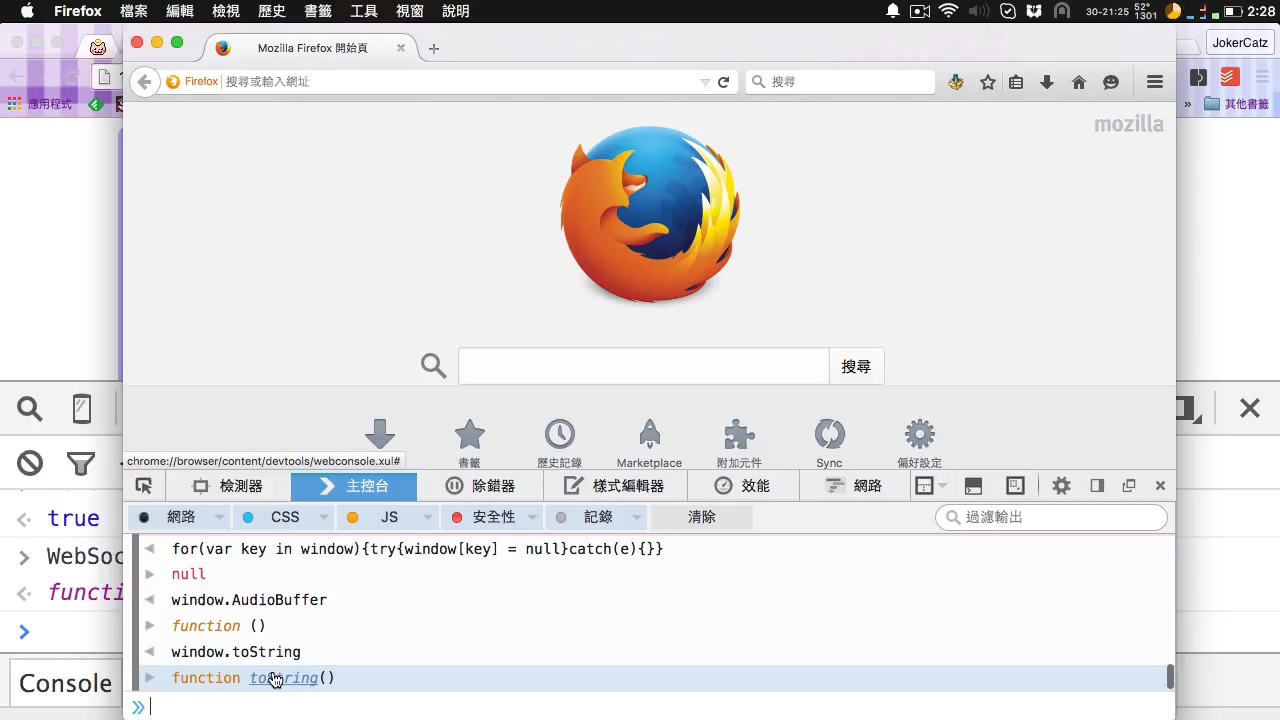 Firefox 檔案 編輯 檢視 歷史 書籤 工具 視窗 說明 30-21:25 52° 1301 2:28
Mozilla Firefox 開始頁
JokerCatz
Firefox 搜尋或輸入網址
搜尋
應用程式
» 其他書籤
mozilla
搜尋
書籤 歷史記錄 Marketplace 附加元件 Sync 偏好設定
chrome://browser/content/devtools/webconsole.xul#
檢測器 主控台 除錯器 樣式編輯器 效能 網路
網路 CSS JS 安全性 記錄 清除 過濾輸出
true
WebSoc
functi
for(var key in window){try{window[key] = null}catch(e){}}
null
window.AudioBuffer
function ()
window.toString
function toString()
Console